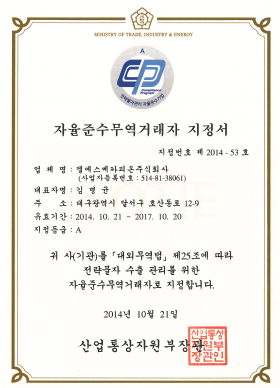 MINISTRY OF TRADE, INDUSTRY & ENERGY
A
CP
Compliance
Program
전략물자관리 자율준수기업
자율준수무역거래자 지정서
지정번호 제 2014 - 53 호
업 체 명 : 엘에스메카피온주식회사
(사업자등록번호 : 514-81-38061)
대표자명 : 김 병 균
주 소 : 대구광역시 달서구 호산동로 12-9
유효기간 : 2014. 10. 21 ~ 2017. 10. 20
지정등급 : A
위 사(기관)를 「대외무역법」 제25조에 따라
전략물자 수출 관리를 위한
자율준수무역거래자로 지정합니다.
2014년 10월 21일
산업통상자원부장관
산업통상
자원부
장관인